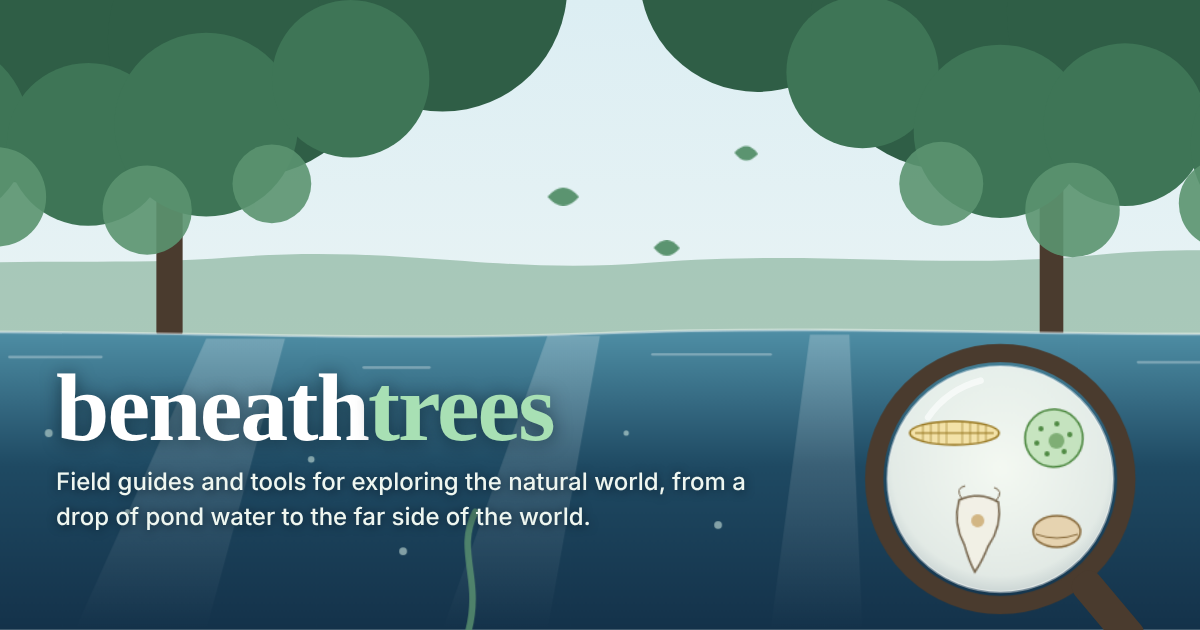 beneathtrees
Field guides and tools for exploring the natural world, from a
drop of pond water to the far side of the world.